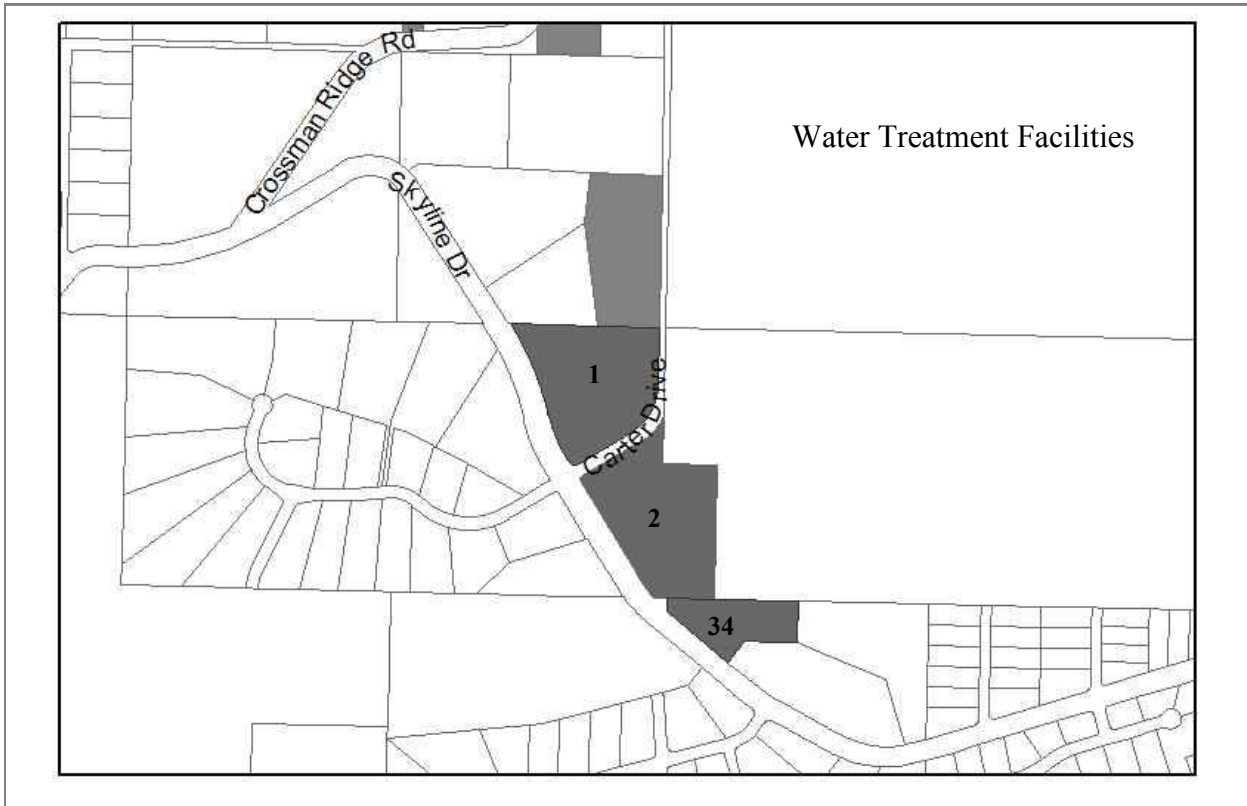 Crossman Ridge Rd
Water Treatment Facilities
Skyline Dr
1
Carter Drive
2
34